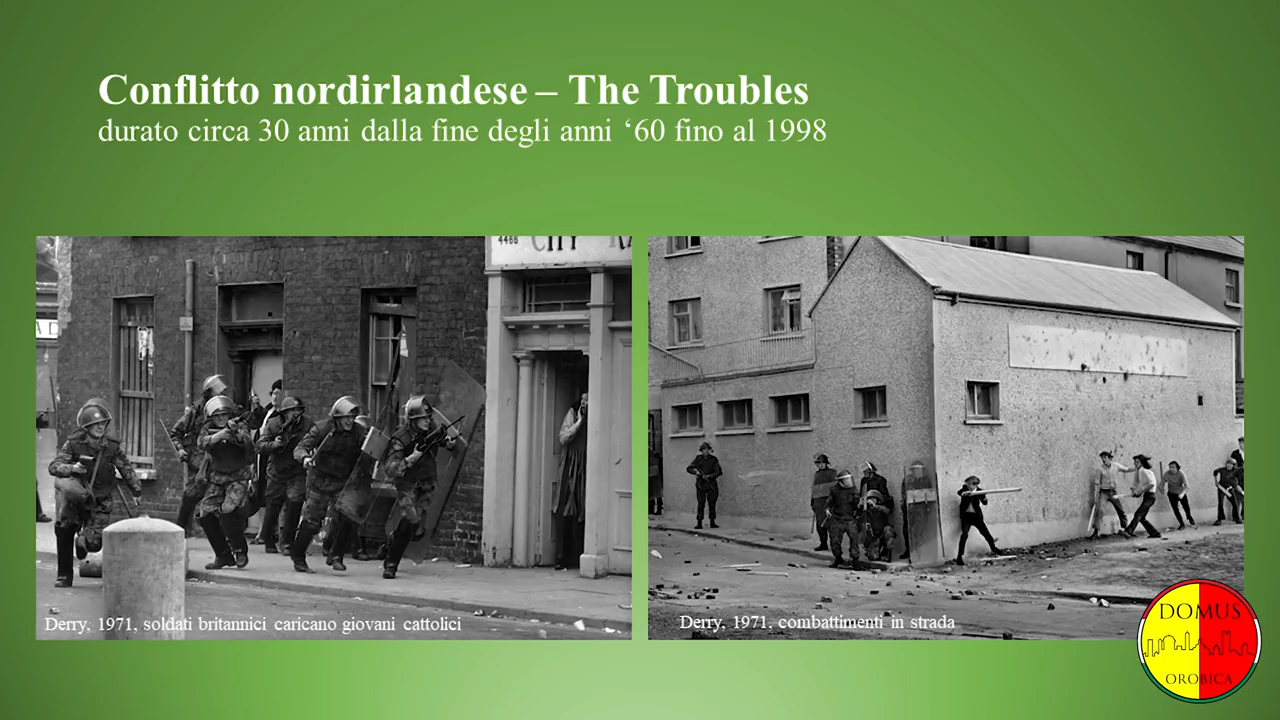 Conflitto nordirlandese – The Troubles
durato circa 30 anni dalla fine degli anni ‘60 fino al 1998
4466 CITY
A D
Derry, 1971, soldati britannici caricano giovani cattolici
Derry, 1971, combattimenti in strada
DOMUS
OROBICA